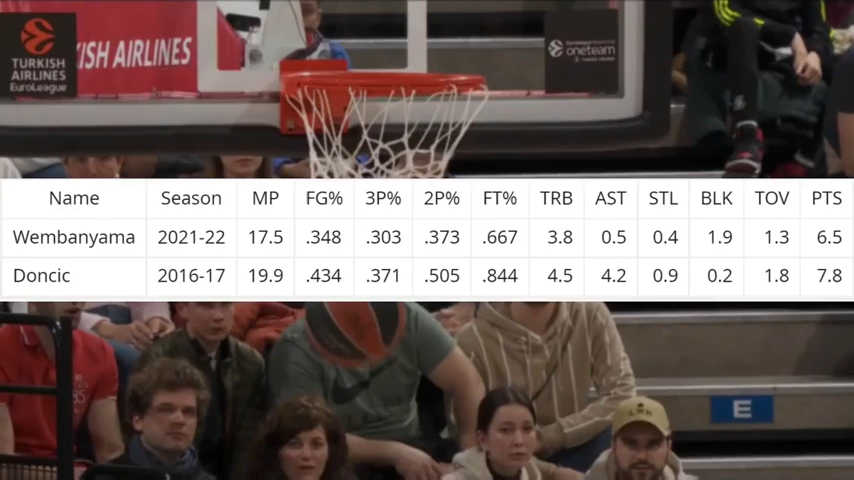 TURKISH
AIRLINES
EuroLeague
ISH AIRLINES
oneteam
Name Season MP FG% 3P% 2P% FT% TRB AST STL BLK TOV PTS
Wembanyama 2021-22 17.5 .348 .303 .373 .667 3.8 0.5 0.4 1.9 1.3 6.5
Doncic 2016-17 19.9 .434 .371 .505 .844 4.5 4.2 0.9 0.2 1.8 7.8
E